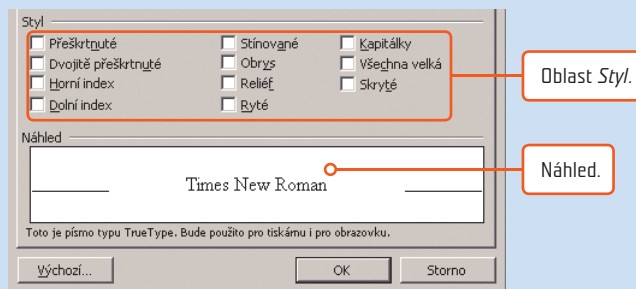 Styl
Přeškrtnuté
Dvojitě přeškrtnuté
Horní index
Dolní index
Stínované
Obrys
Reliéf
Ryté
Kapitálky
Všechna velká
Skryté
Oblast Styl.
Náhled
Times New Roman
Náhled.
Toto je písmo typu TrueType. Bude použito pro tiskárnu i pro obrazovku.
Výchozí...
OK
Storno